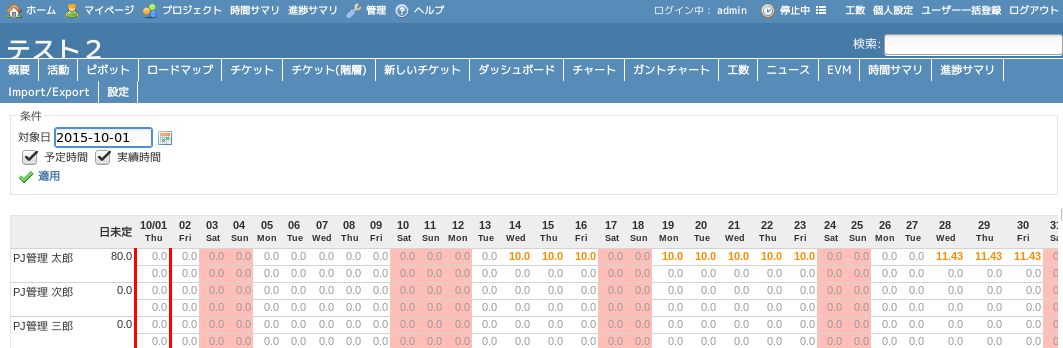 ホーム マイページ プロジェクト 時間サマリ 進捗サマリ 管理 ヘルプ ログイン中： admin 停止中 工数 個人設定 ユーザー一括登録 ログアウト
テスト２
検索:
概要 活動 ピボット ロードマップ チケット チケット(階層) 新しいチケット ダッシュボード チャート ガントチャート 工数 ニュース EVM 時間サマリ 進捗サマリ
Import/Export 設定
条件
対象日 2015-10-01
予定時間 実績時間
適用
日未定 10/01 02 03 04 05 06 07 08 09 10 11 12 13 14 15 16 17 18 19 20 21 22 23 24 25 26 27 28 29 30
Thu Fri Sat Sun Mon Tue Wed Thu Fri Sat Sun Mon Tue Wed Thu Fri Sat Sun Mon Tue Wed Thu Fri Sat Sun Mon Tue Wed Thu Fri
PJ管理 太郎 80.0 0.0 0.0 0.0 0.0 0.0 0.0 0.0 0.0 0.0 0.0 0.0 0.0 0.0 10.0 10.0 10.0 0.0 0.0 10.0 10.0 10.0 10.0 10.0 0.0 0.0 0.0 0.0 11.43 11.43 11.43
0.0 0.0 0.0 0.0 0.0 0.0 0.0 0.0 0.0 0.0 0.0 0.0 0.0 0.0 0.0 0.0 0.0 0.0 0.0 0.0 0.0 0.0 0.0 0.0 0.0 0.0 0.0 0.0 0.0 0.0
PJ管理 次郎 0.0 0.0 0.0 0.0 0.0 0.0 0.0 0.0 0.0 0.0 0.0 0.0 0.0 0.0 0.0 0.0 0.0 0.0 0.0 0.0 0.0 0.0 0.0 0.0 0.0 0.0 0.0 0.0 0.0 0.0 0.0
0.0 0.0 0.0 0.0 0.0 0.0 0.0 0.0 0.0 0.0 0.0 0.0 0.0 0.0 0.0 0.0 0.0 0.0 0.0 0.0 0.0 0.0 0.0 0.0 0.0 0.0 0.0 0.0 0.0 0.0
PJ管理 三郎 0.0 0.0 0.0 0.0 0.0 0.0 0.0 0.0 0.0 0.0 0.0 0.0 0.0 0.0 0.0 0.0 0.0 0.0 0.0 0.0 0.0 0.0 0.0 0.0 0.0 0.0 0.0 0.0 0.0 0.0 0.0
0.0 0.0 0.0 0.0 0.0 0.0 0.0 0.0 0.0 0.0 0.0 0.0 0.0 0.0 0.0 0.0 0.0 0.0 0.0 0.0 0.0 0.0 0.0 0.0 0.0 0.0 0.0 0.0 0.0 0.0